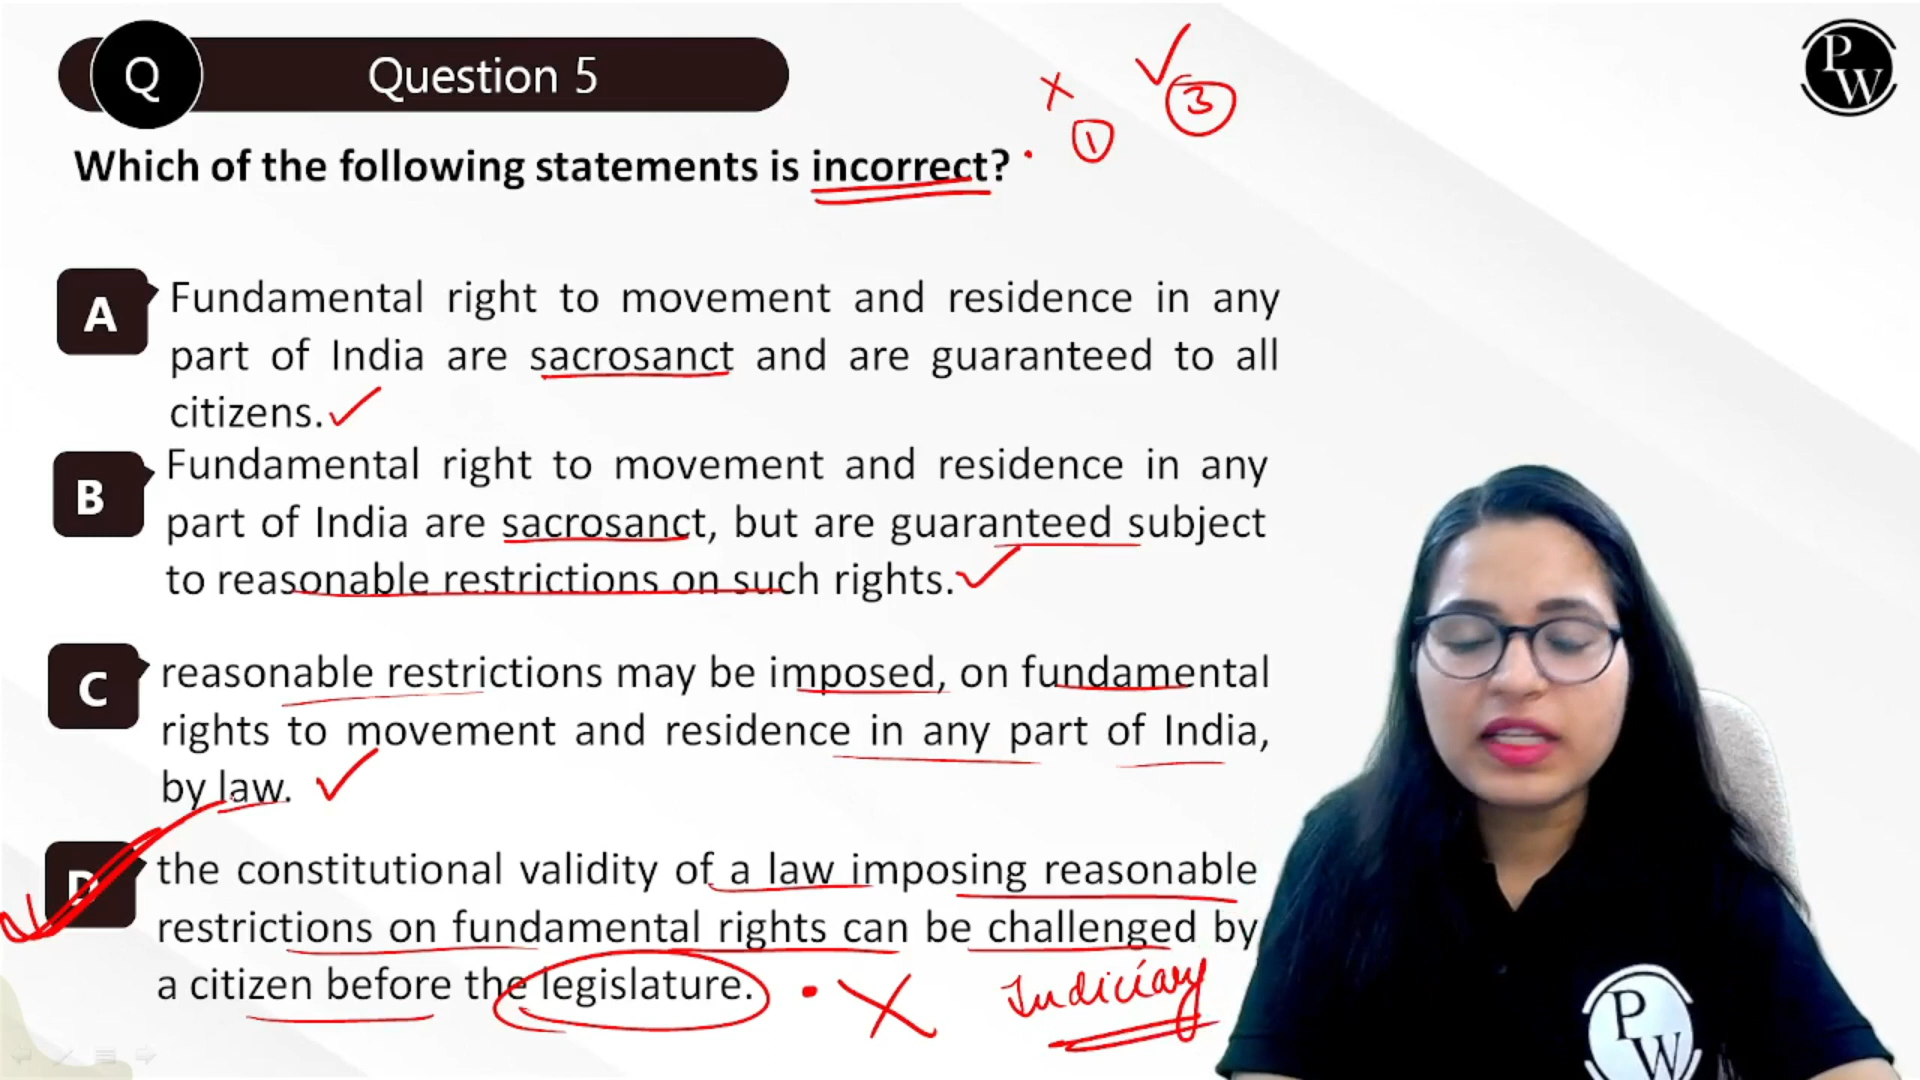 Q
Question 5
PW
x
✓
3
1
Which of the following statements is incorrect?
A
Fundamental right to movement and residence in any
part of India are sacrosanct and are guaranteed to all
citizens.
B
Fundamental right to movement and residence in any
part of India are sacrosanct, but are guaranteed subject
to reasonable restrictions on such rights.
C
reasonable restrictions may be imposed, on fundamental
rights to movement and residence in any part of India,
by law.
D
the constitutional validity of a law imposing reasonable
restrictions on fundamental rights can be challenged by
a citizen before the legislature.
Judiciary
PW